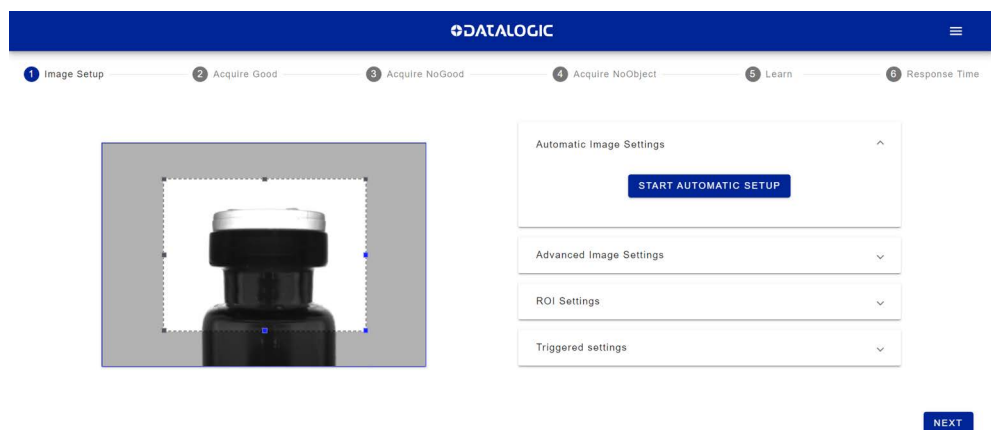 DATALOGIC
1 Image Setup 2 Acquire Good 3 Acquire NoGood 4 Acquire NoObject 5 Learn 6 Response Time
Automatic Image Settings
START AUTOMATIC SETUP
Advanced Image Settings
ROI Settings
Triggered settings
NEXT